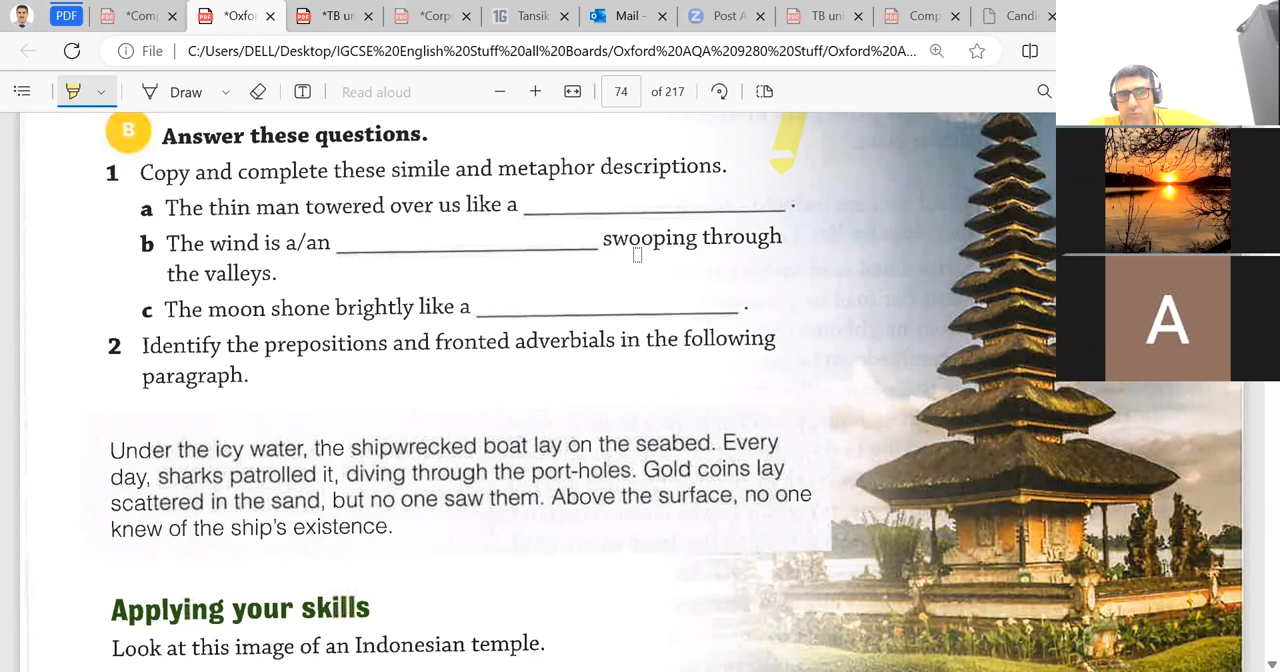 PDF
*Comp
*Oxfo
*TB ur
*Corp
Tansik
Mail -
Post A
TB uni
Comp
Candi
File
C:/Users/DELL/Desktop/IGCSE%20English%20Stuff%20all%20Boards/Oxford%20AQA%209280%20Stuff/Oxford%20A...
Draw
Read aloud
74
of 217
B
Answer these questions.
1 Copy and complete these simile and metaphor descriptions.
a The thin man towered over us like a ____________________ .
b The wind is a/an ____________________ swooping through
the valleys.
c The moon shone brightly like a ____________________ .
2 Identify the prepositions and fronted adverbials in the following
paragraph.
Under the icy water, the shipwrecked boat lay on the seabed. Every
day, sharks patrolled it, diving through the port-holes. Gold coins lay
scattered in the sand, but no one saw them. Above the surface, no one
knew of the ship's existence.
Applying your skills
Look at this image of an Indonesian temple.
A